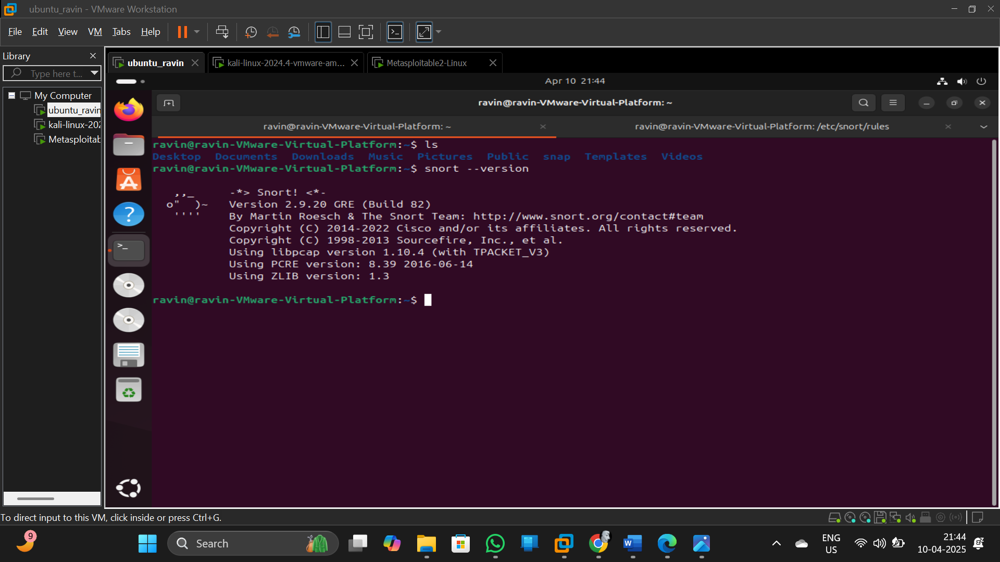 ubuntu_ravin - VMware Workstation
File Edit View VM Tabs Help
Library
Type here t...
My Computer
ubuntu_ravin
kali-linux-202
Metasploitab
ubuntu_ravin
kali-linux-2024.4-vmware-am...
Metasploitable2-Linux
Apr 10 21:44
ravin@ravin-VMware-Virtual-Platform: ~
ravin@ravin-VMware-Virtual-Platform: ~
ravin@ravin-VMware-Virtual-Platform: /etc/snort/rules
ravin@ravin-VMware-Virtual-Platform:~$ ls
Desktop Documents Downloads Music Pictures Public snap Templates Videos
ravin@ravin-VMware-Virtual-Platform:~$ snort --version
,,_ -*> Snort! <*-
o" )~ Version 2.9.20 GRE (Build 82)
'''' By Martin Roesch & The Snort Team: http://www.snort.org/contact#team
Copyright (C) 2014-2022 Cisco and/or its affiliates. All rights reserved.
Copyright (C) 1998-2013 Sourcefire, Inc., et al.
Using libpcap version 1.10.4 (with TPACKET_V3)
Using PCRE version: 8.39 2016-06-14
Using ZLIB version: 1.3
ravin@ravin-VMware-Virtual-Platform:~$
To direct input to this VM, click inside or press Ctrl+G.
9
Search
ENG
US
21:44
10-04-2025